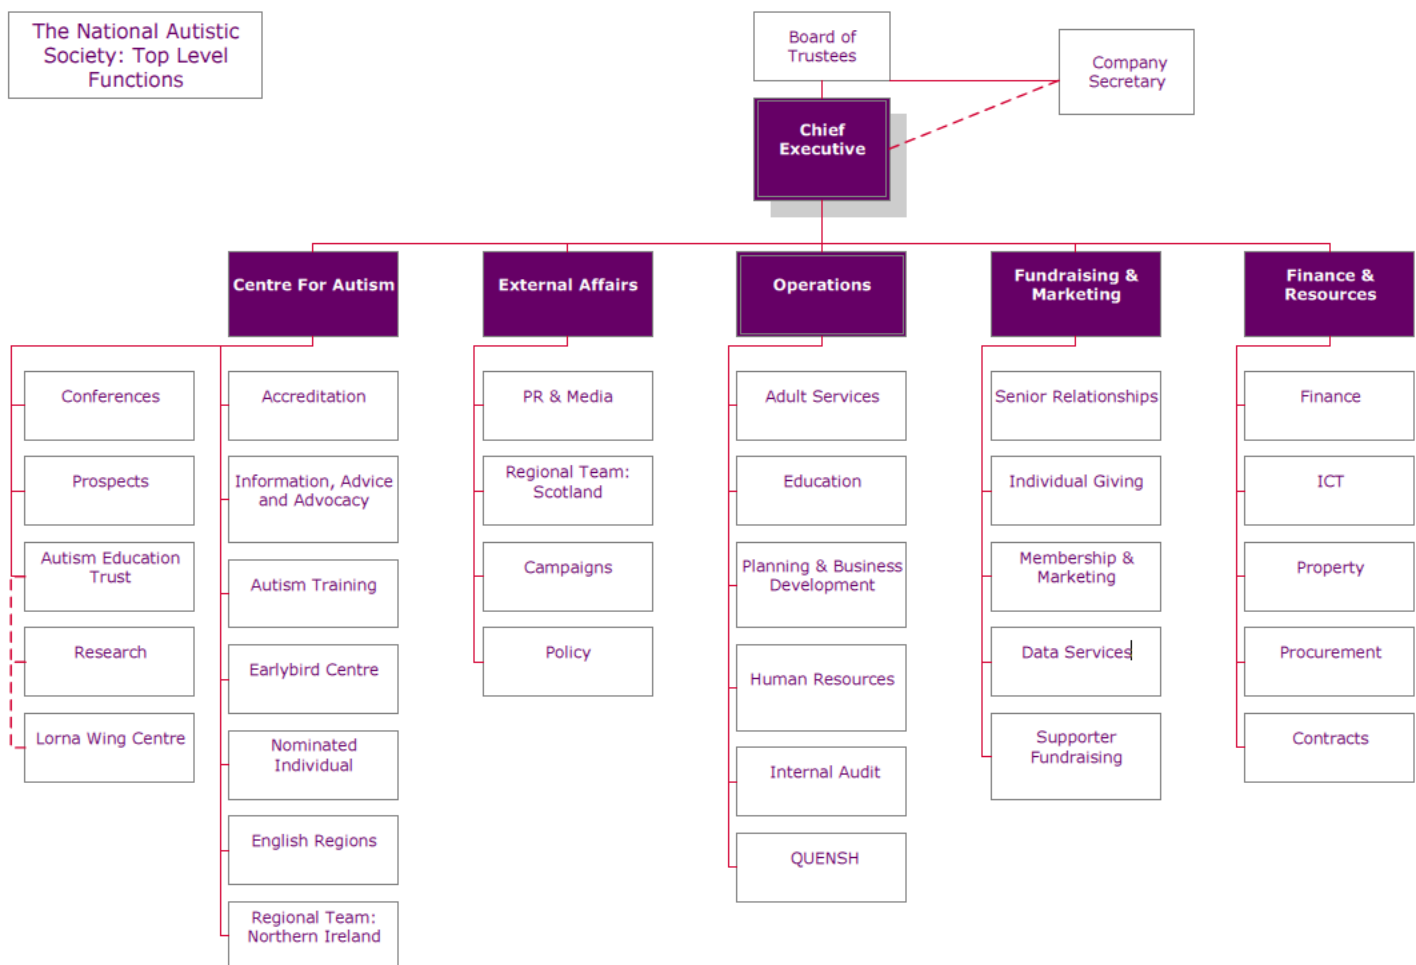 The National Autistic
Society: Top Level
Functions
Board of
Trustees
Company
Secretary
Chief
Executive
Centre For Autism
External Affairs
Operations
Fundraising &
Marketing
Finance &
Resources
Conferences
Prospects
Autism Education
Trust
Research
Lorna Wing Centre
Accreditation
Information, Advice
and Advocacy
Autism Training
Earlybird Centre
Nominated
Individual
English Regions
Regional Team:
Northern Ireland
PR & Media
Regional Team:
Scotland
Campaigns
Policy
Adult Services
Education
Planning & Business
Development
Human Resources
Internal Audit
QUENSH
Senior Relationships
Individual Giving
Membership &
Marketing
Data Services
Supporter
Fundraising
Finance
ICT
Property
Procurement
Contracts